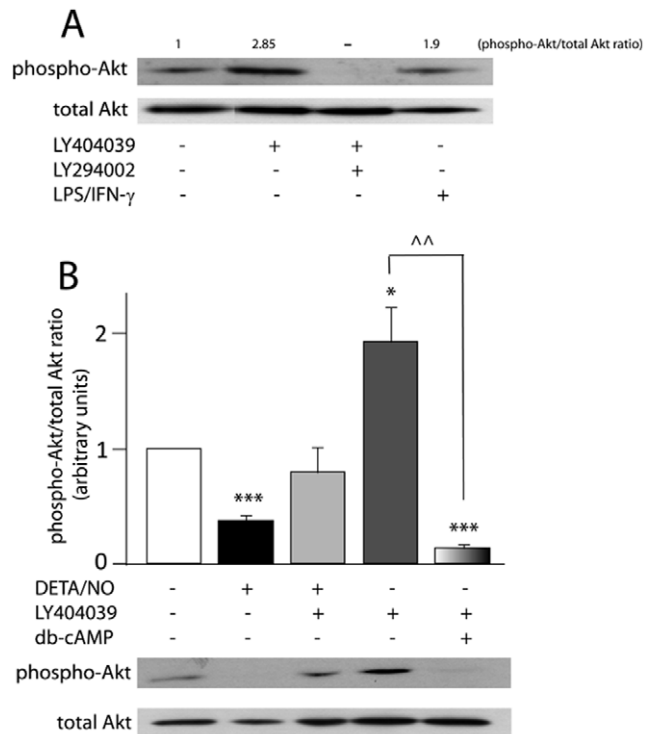 A
1 2.85 – 1.9 (phospho-Akt/total Akt ratio)
phospho-Akt
total Akt
LY404039 - + + -
LY294002 - - + -
LPS/IFN-γ - - - +
B
^^
*
2
1
0
phospho-Akt/total Akt ratio
(arbitrary units)
***
***
DETA/NO - + + - -
LY404039 - - + + +
db-cAMP - - - - +
phospho-Akt
total Akt